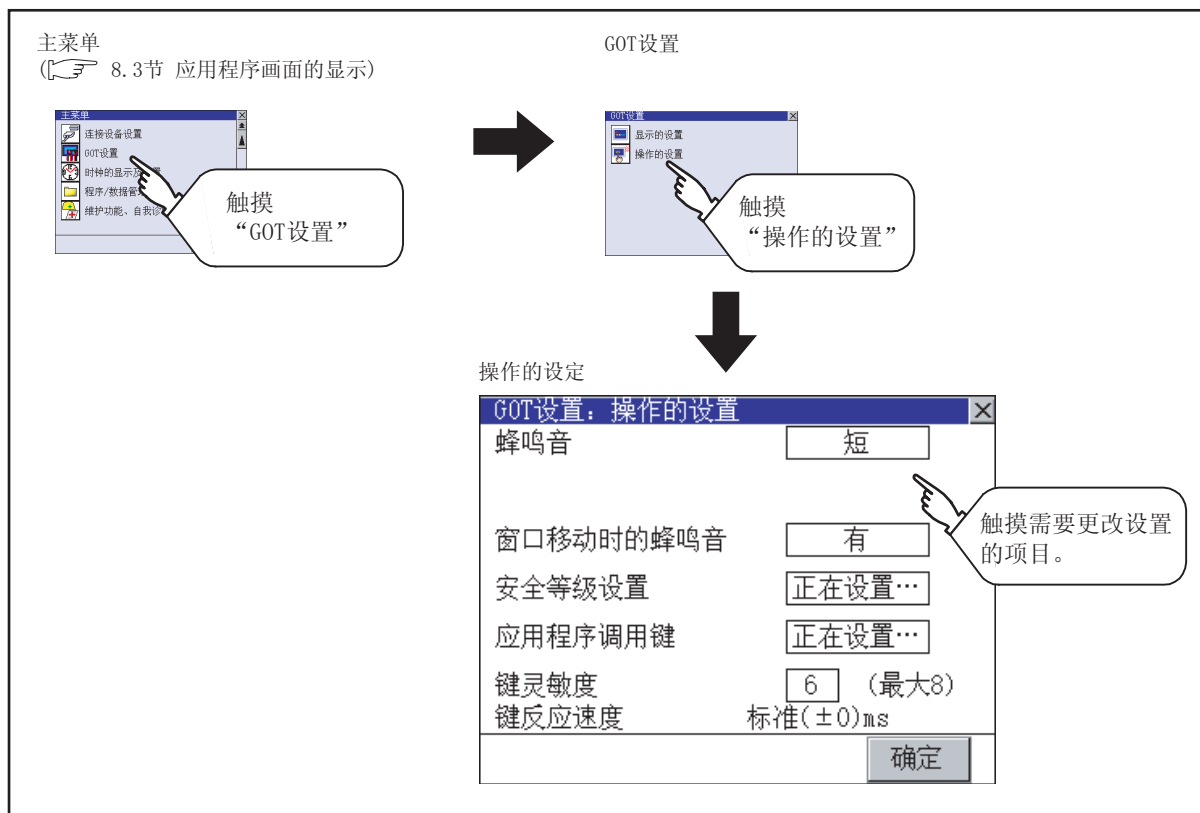 主菜单
( 8.3节 应用程序画面的显示)
GOT设置
主菜单
连接设备设置
GOT设置
时钟的显示及 置
程序/数据管
维护功能、自我诊
触摸
“GOT设置”
GOT设置
显示的设置
操作的设置
触摸
“操作的设置”
操作的设定
GOT设置：操作的设置
蜂鸣音 短
窗口移动时的蜂鸣音 有
安全等级设置 正在设置…
应用程序调用键 正在设置…
键灵敏度 6 (最大8)
键反应速度 标准(±0)ms
确定
触摸需要更改设置
的项目。